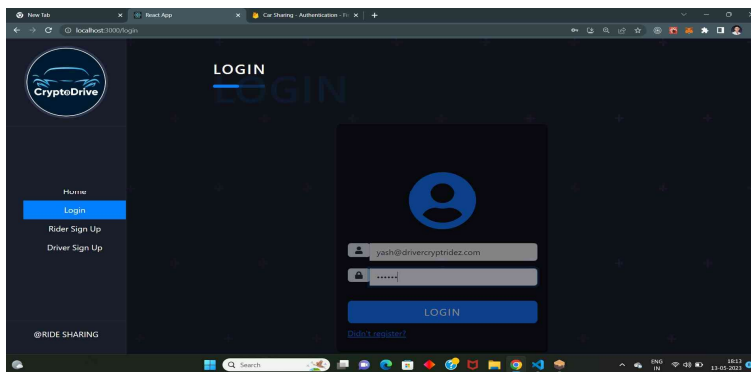 New Tab
React App
Car Sharing - Authentication - Fi
localhost:3000/login
CryptoDrive
LOGIN
LOGIN
Home
Login
Rider Sign Up
Driver Sign Up
yash@drivercryptridez.com
LOGIN
Didn't register?
@RIDE SHARING
Search
ENG
IN
18:13
13-05-2023